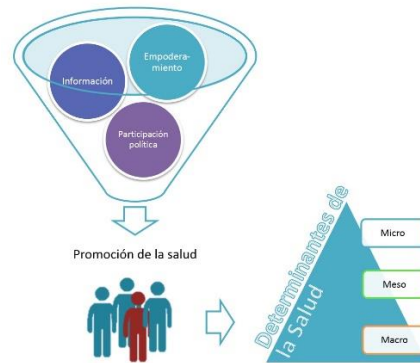 Empodera-
miento
Información
Participación
política
Promoción de la salud
Determinantes de
la Salud
Micro
Meso
Macro